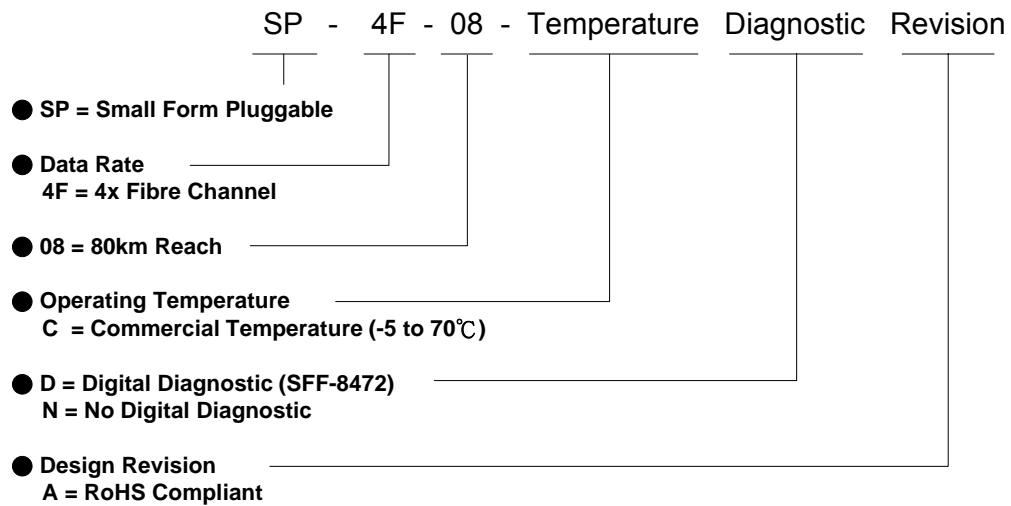 SP - 4F - 08 - Temperature Diagnostic Revision
● SP = Small Form Pluggable
● Data Rate
4F = 4x Fibre Channel
● 08 = 80km Reach
● Operating Temperature
C = Commercial Temperature (-5 to 70℃)
● D = Digital Diagnostic (SFF-8472)
N = No Digital Diagnostic
● Design Revision
A = RoHS Compliant